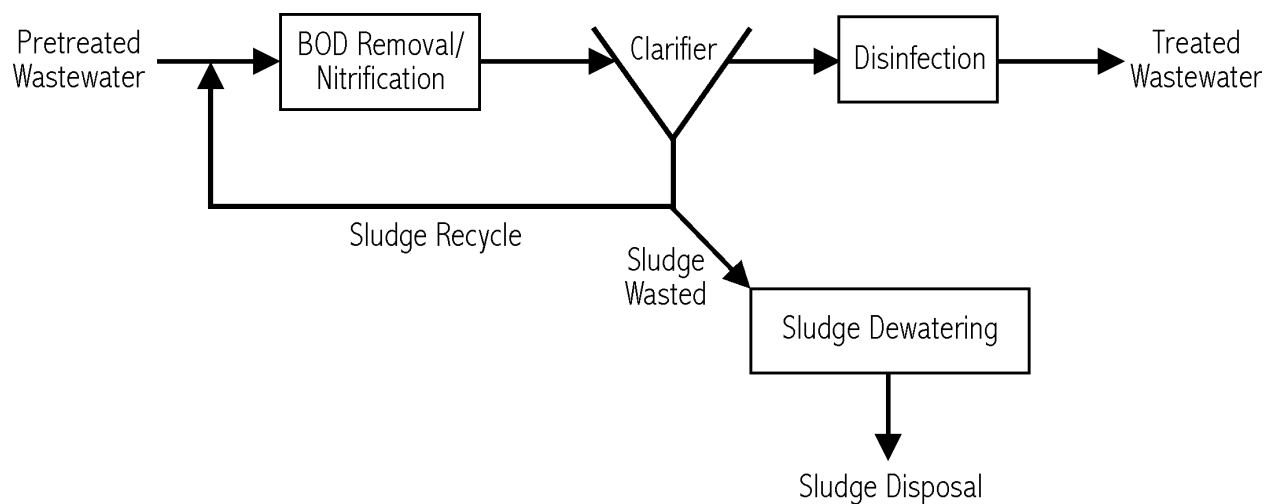 Pretreated
Wastewater
BOD Removal/
Nitrification
Clarifier
Disinfection
Treated
Wastewater
Sludge Recycle
Sludge
Wasted
Sludge Dewatering
Sludge Disposal